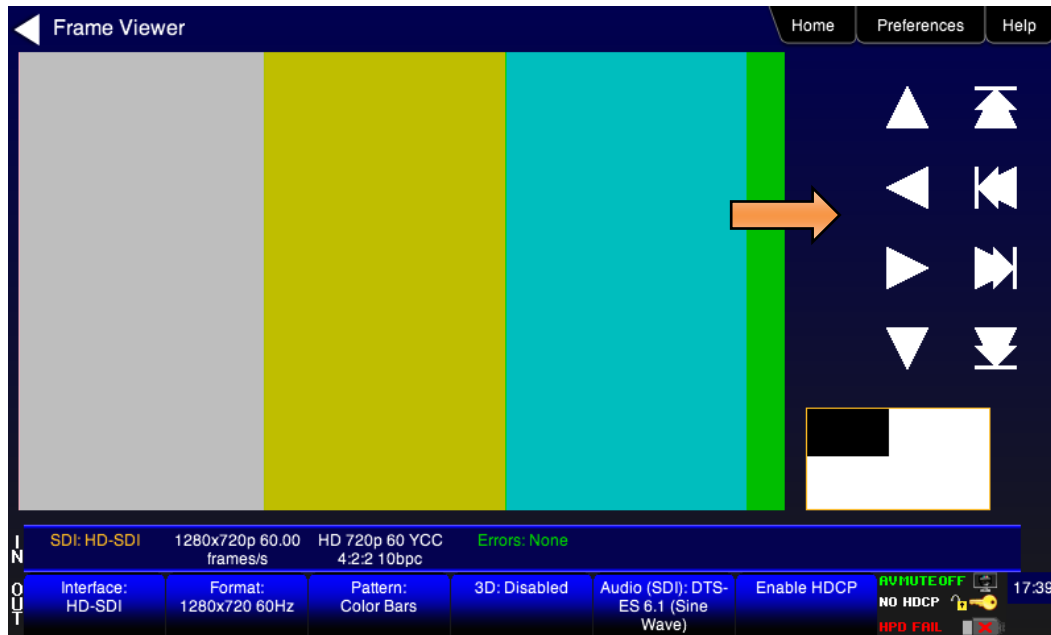 Frame Viewer
Home
Preferences
Help
IN
SDI: HD-SDI
1280x720p 60.00
frames/s
HD 720p 60 YCC
4:2:2 10bpc
Errors: None
OUT
Interface:
HD-SDI
Format:
1280x720 60Hz
Pattern:
Color Bars
3D: Disabled
Audio (SDI): DTS-
ES 6.1 (Sine
Wave)
Enable HDCP
AVMUTE OFF
NO HDCP
HPD FAIL
17:39